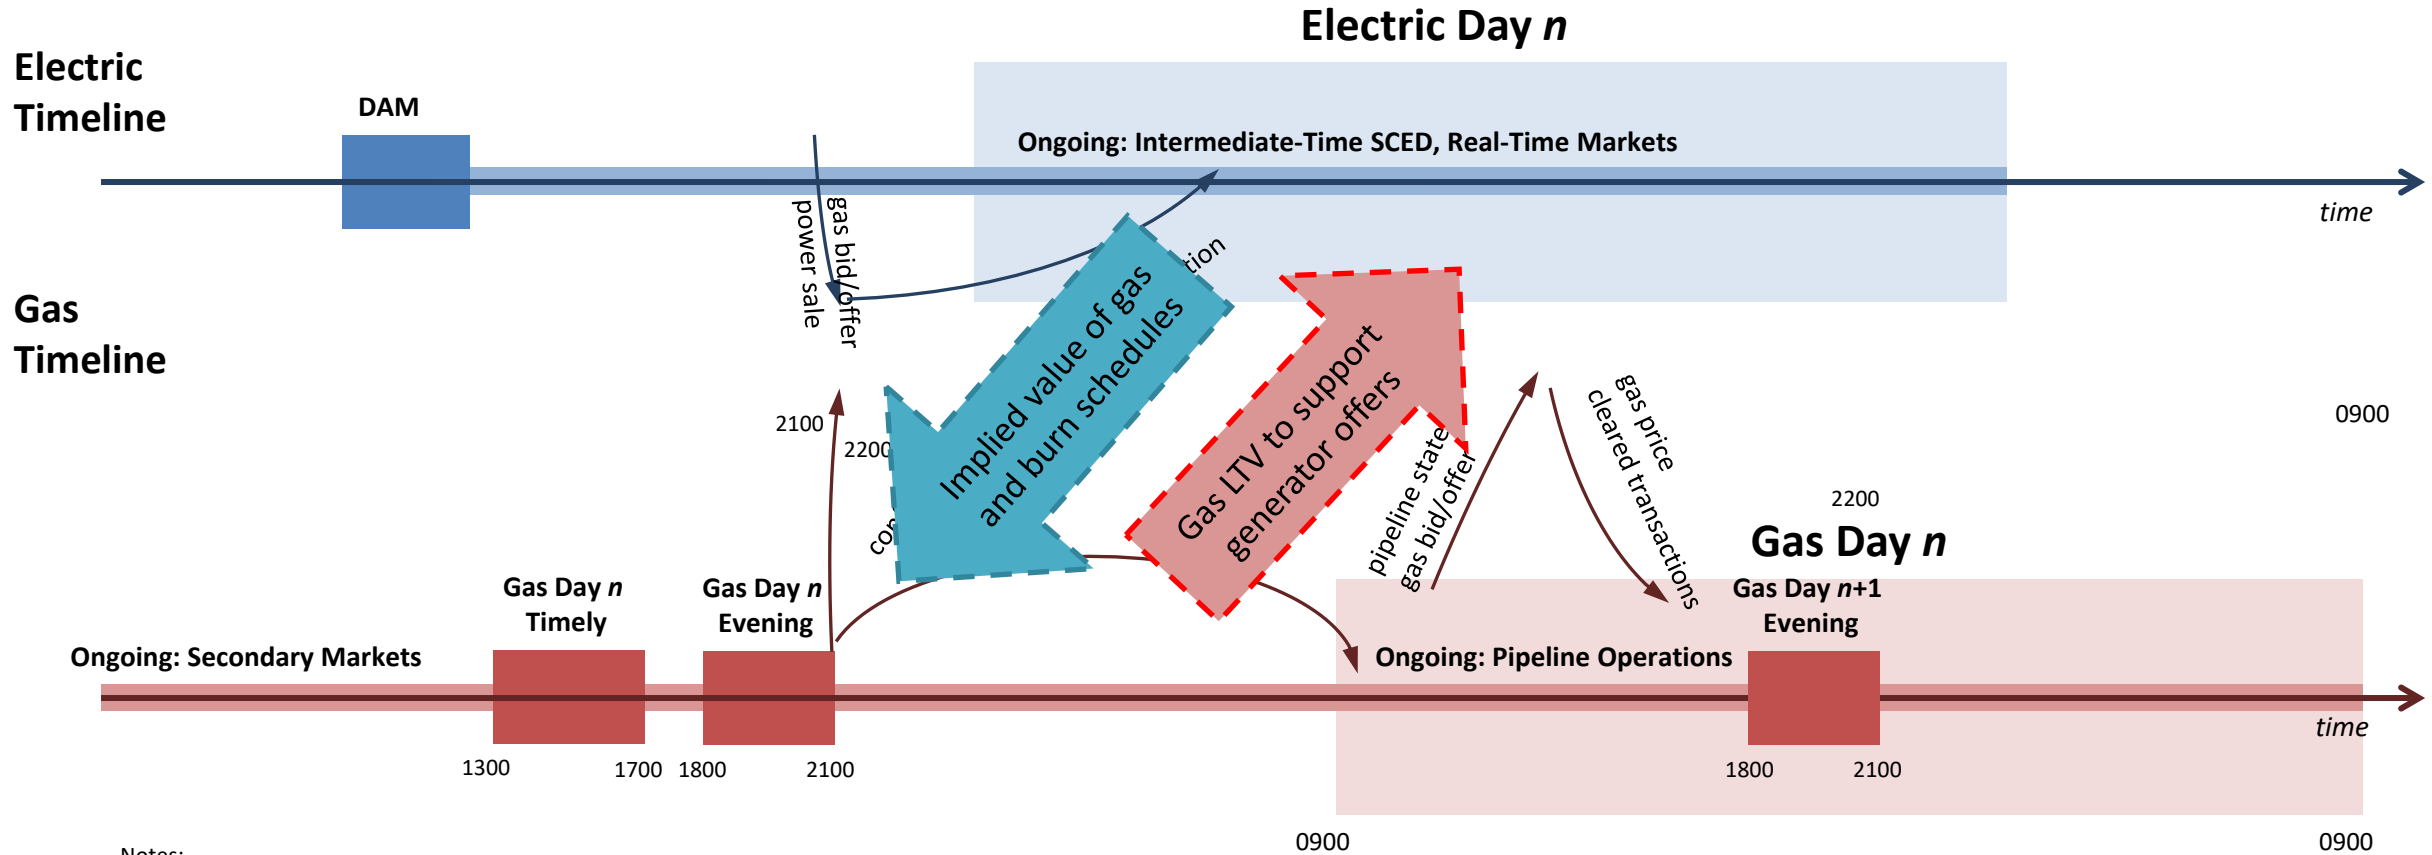 Electric Day n
Electric
Timeline
DAM
Ongoing: Intermediate-Time SCED, Real-Time Markets
time
gas bid/offer
power sale
Gas
Timeline
Implied value of gas
and burn schedules
Gas LTV to support
generator offers
2100
2200
pipeline state
gas bid/offer
gas price
cleared transactions
0900
2200
Gas Day n
Gas Day n
Timely
Gas Day n
Evening
Gas Day n+1
Evening
Ongoing: Secondary Markets
Ongoing: Pipeline Operations
time
1300
1700
1800
2100
1800
2100
0900
0900
Notes: